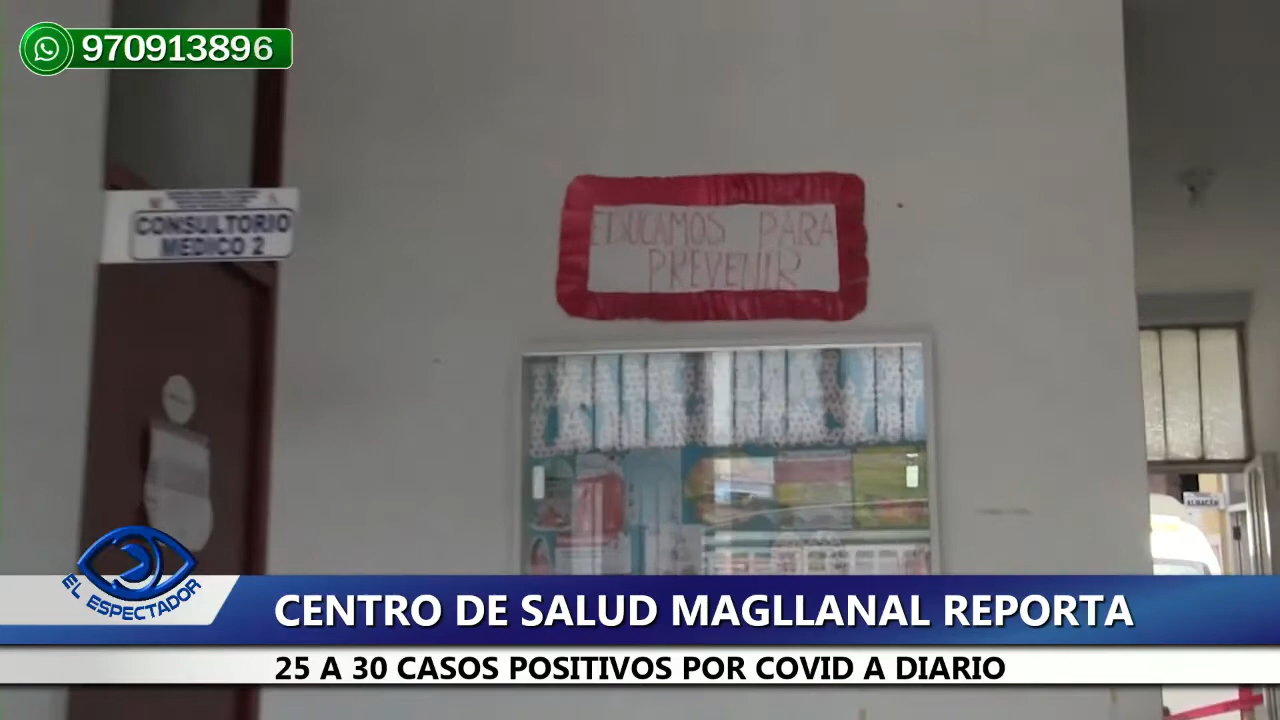 970913896
CONSULTORIO
MEDICO 2
EDUCAMOS PARA
PREVENIR
ALMACÉN
EL ESPECTADOR
CENTRO DE SALUD MAGLLANAL REPORTA
25 A 30 CASOS POSITIVOS POR COVID A DIARIO